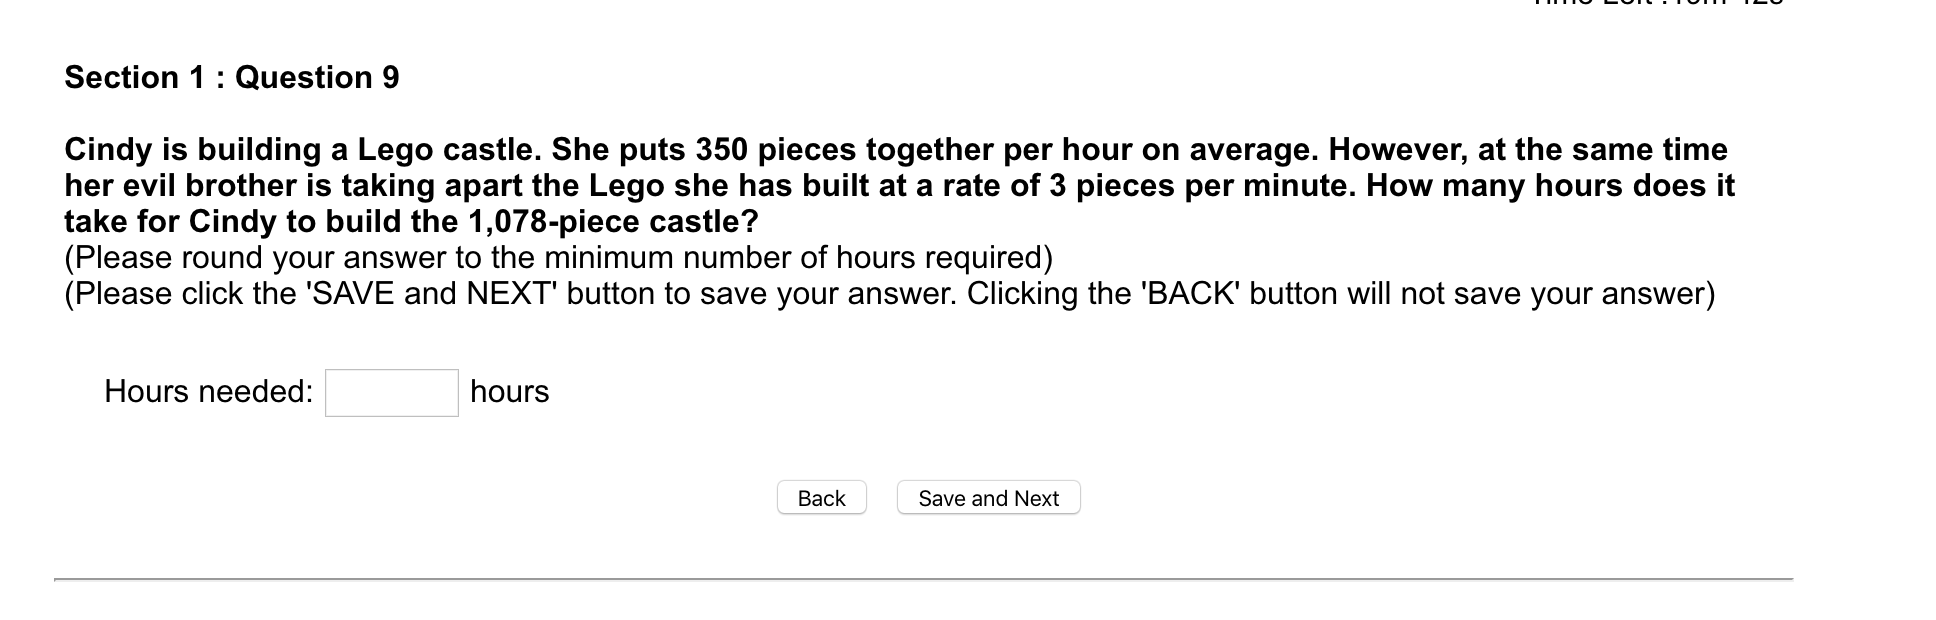 Section 1 : Question 9
Cindy is building a Lego castle. She puts 350 pieces together per hour on average. However, at the same time
her evil brother is taking apart the Lego she has built at a rate of 3 pieces per minute. How many hours does it
take for Cindy to build the 1,078-piece castle?
(Please round your answer to the minimum number of hours required)
(Please click the 'SAVE and NEXT' button to save your answer. Clicking the 'BACK' button will not save your answer)
Hours needed: hours
Back Save and Next